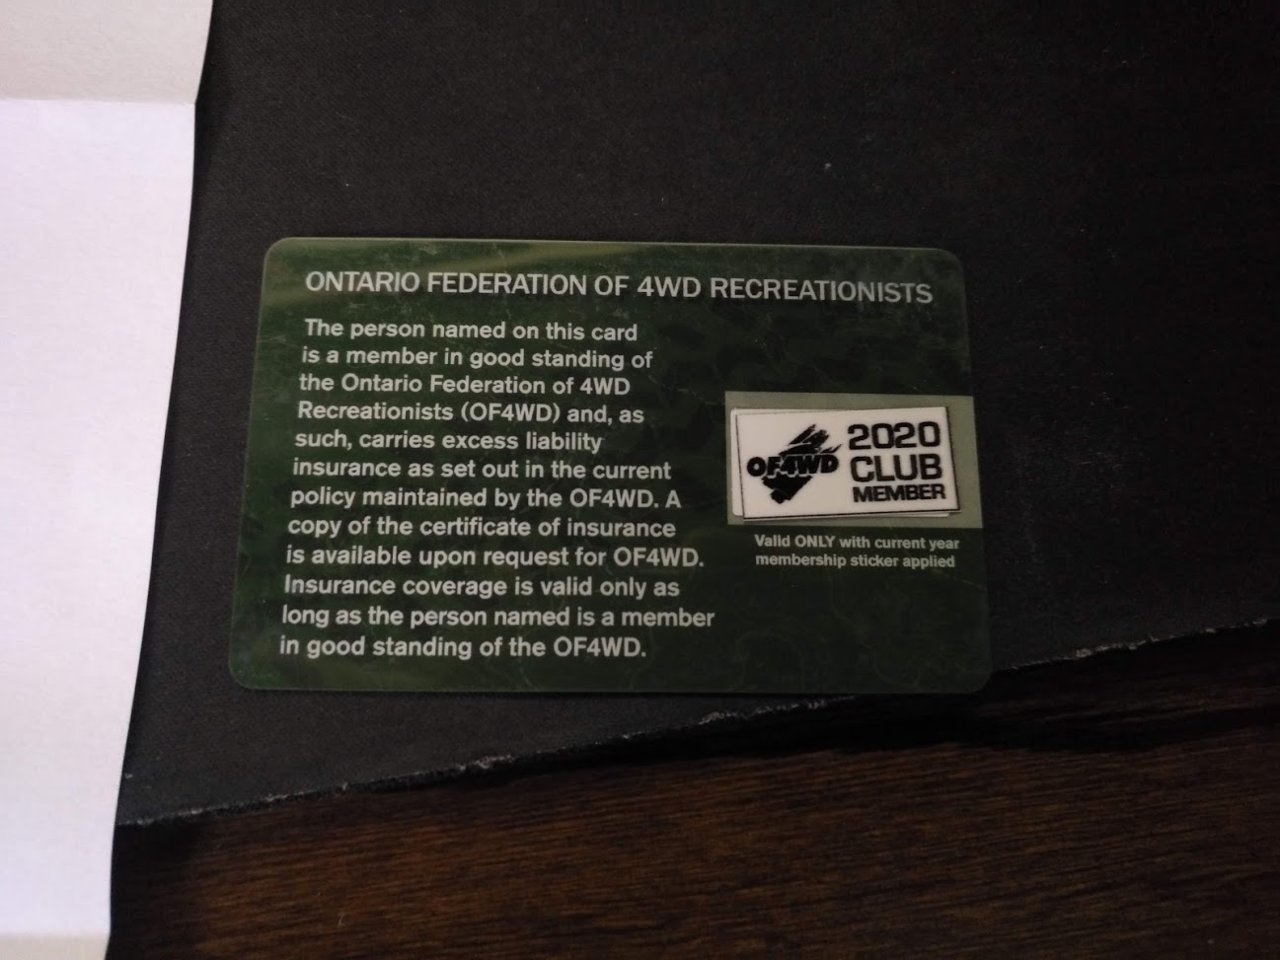 ONTARIO FEDERATION OF 4WD RECREATIONISTS
The person named on this card
is a member in good standing of
the Ontario Federation of 4WD
Recreationists (OF4WD) and, as
such, carries excess liability
insurance as set out in the current
policy maintained by the OF4WD. A
copy of the certificate of insurance
is available upon request for OF4WD.
Insurance coverage is valid only as
long as the person named is a member
in good standing of the OF4WD.
OF4WD
2020
CLUB
MEMBER
Valid ONLY with current year
membership sticker applied